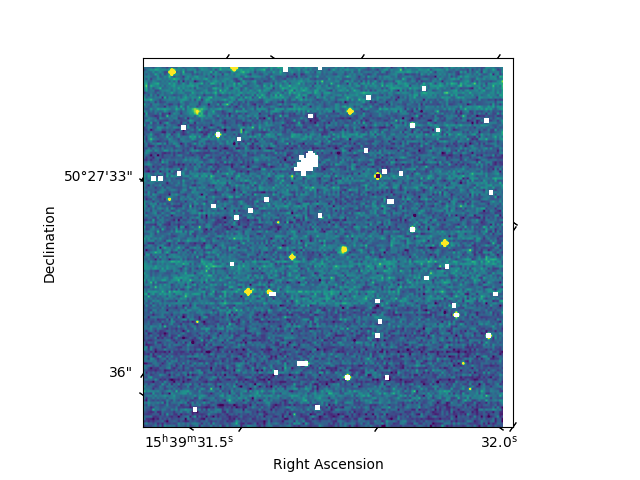 50°27'33"
Declination
36"
15ʰ39ᵐ31.5ˢ
32.0ˢ
Right Ascension